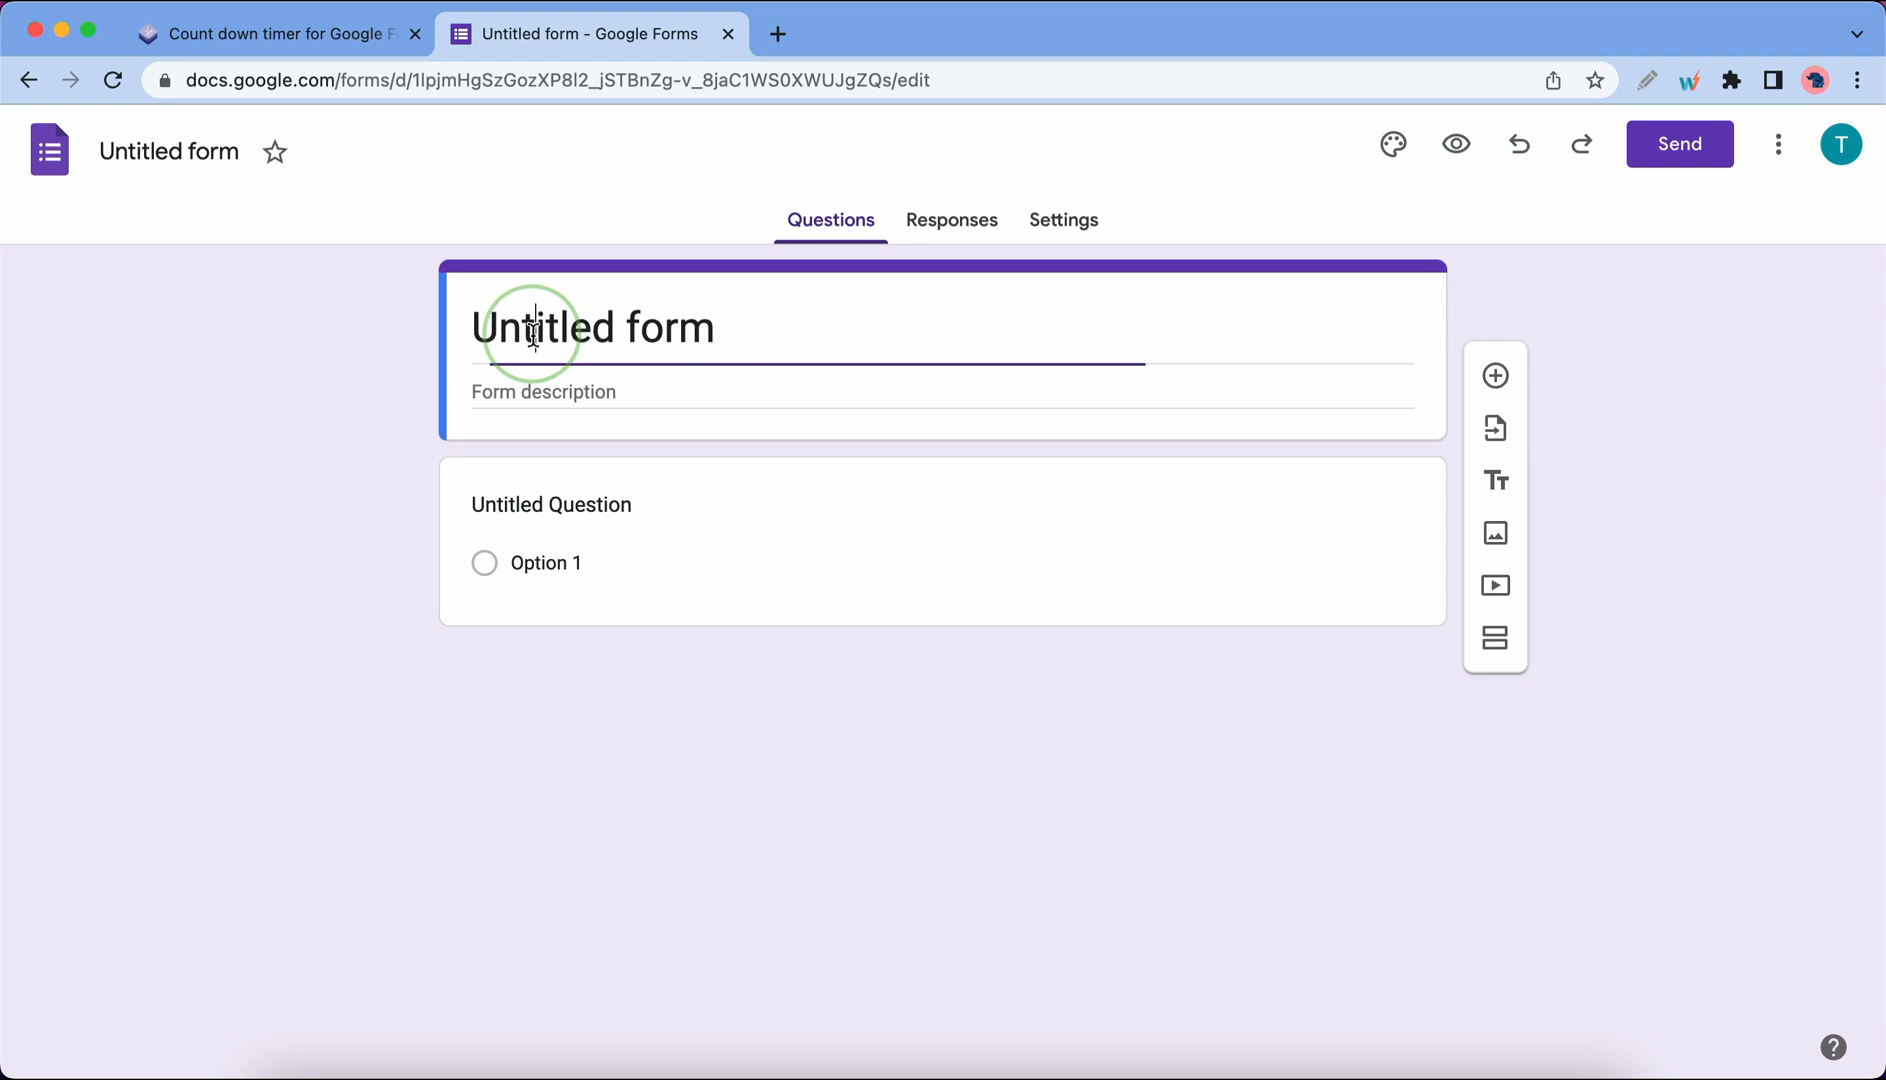 Count down timer for Google F
Untitled form - Google Forms
docs.google.com/forms/d/1lpjmHgSzGozXP8l2_jSTBnZg-v_8jaC1WS0XWUJgZQs/edit
Untitled form
Send
T
Questions
Responses
Settings
Untitled form
Form description
Untitled Question
Option 1